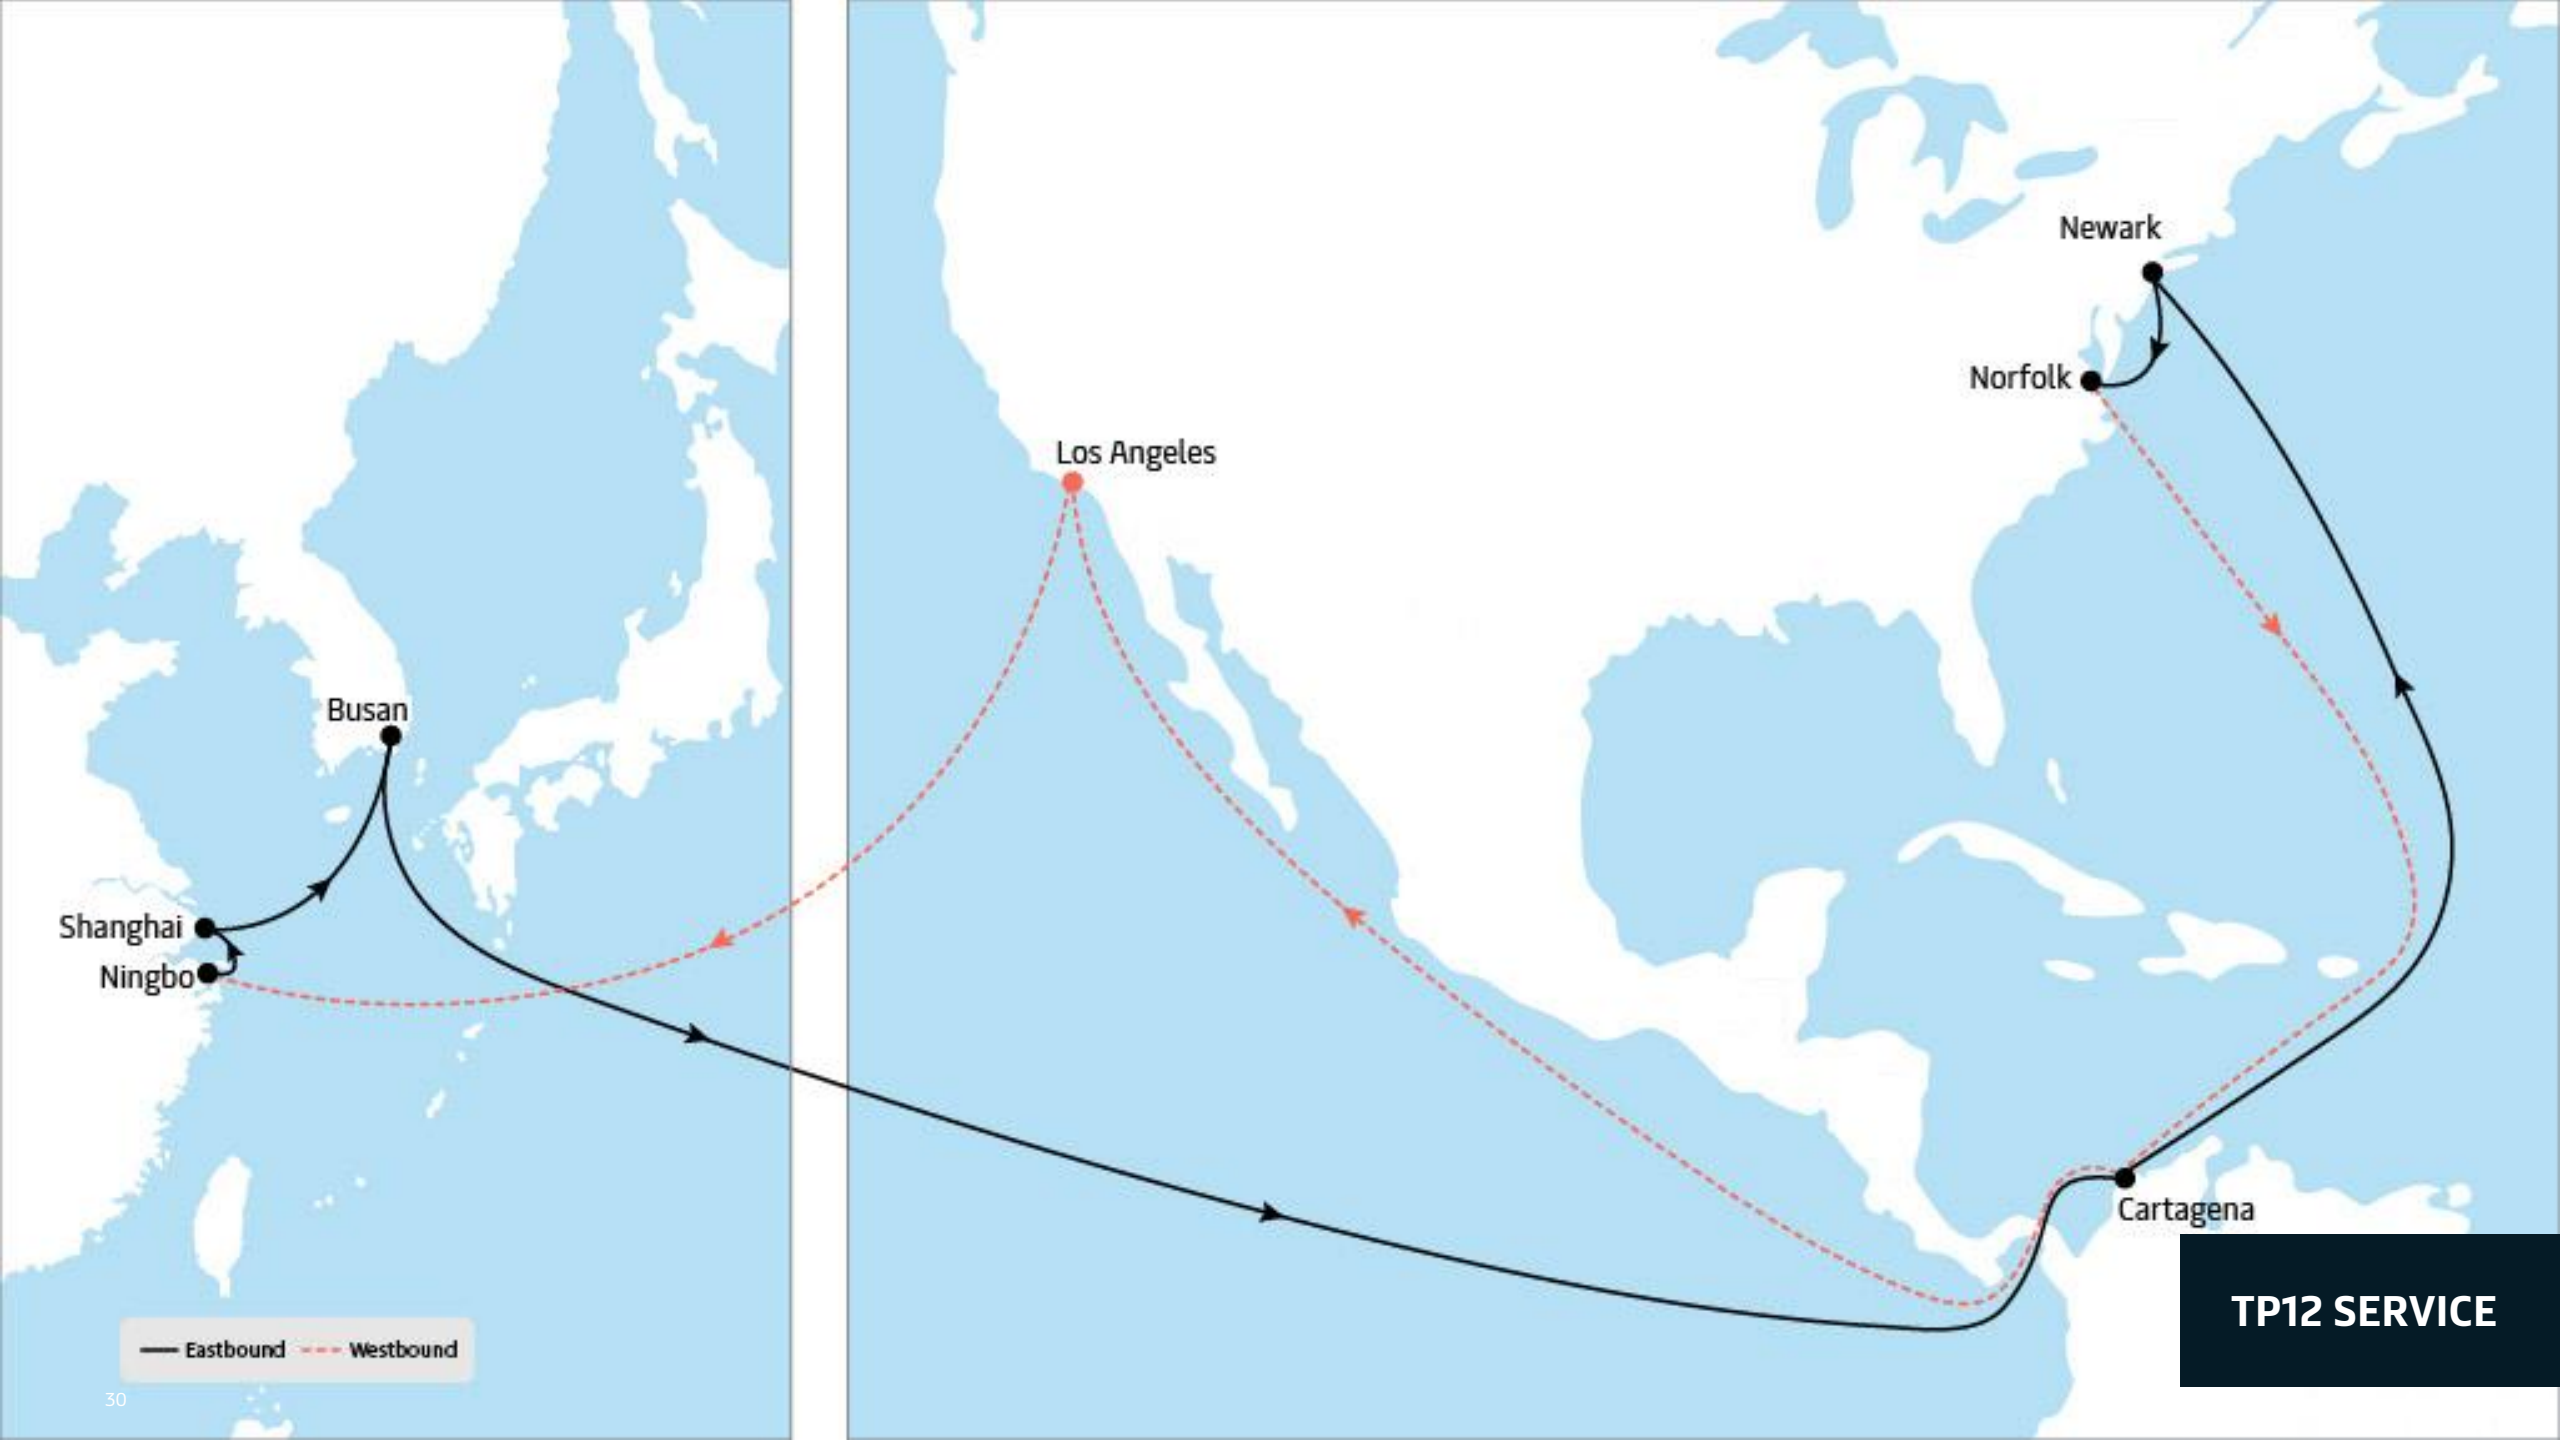 Newark
Norfolk
Los Angeles
Busan
Shanghai
Ningbo
Cartagena
TP12 SERVICE
Eastbound Westbound
30